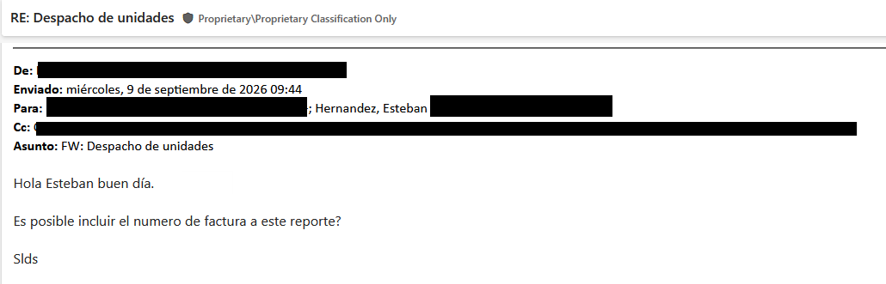 RE: Despacho de unidades Proprietary\Proprietary Classification Only
De:
Enviado: miércoles, 9 de septiembre de 2026 09:44
Para: ; Hernandez, Esteban
Cc:
Asunto: FW: Despacho de unidades
Hola Esteban buen día.
Es posible incluir el numero de factura a este reporte?
Slds